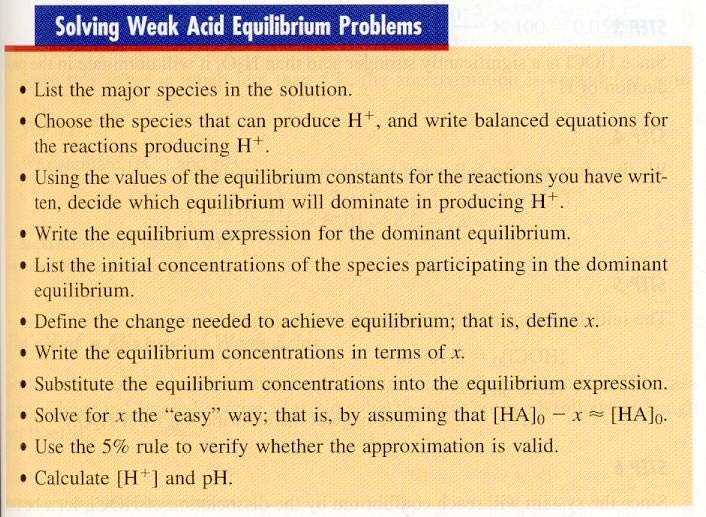 Solving Weak Acid Equilibrium Problems
• List the major species in the solution.
• Choose the species that can produce H⁺, and write balanced equations for
the reactions producing H⁺.
• Using the values of the equilibrium constants for the reactions you have writ-
ten, decide which equilibrium will dominate in producing H⁺.
• Write the equilibrium expression for the dominant equilibrium.
• List the initial concentrations of the species participating in the dominant
equilibrium.
• Define the change needed to achieve equilibrium; that is, define x.
• Write the equilibrium concentrations in terms of x.
• Substitute the equilibrium concentrations into the equilibrium expression.
• Solve for x the “easy” way; that is, by assuming that [HA]₀ − x ≈ [HA]₀.
• Use the 5% rule to verify whether the approximation is valid.
• Calculate [H⁺] and pH.